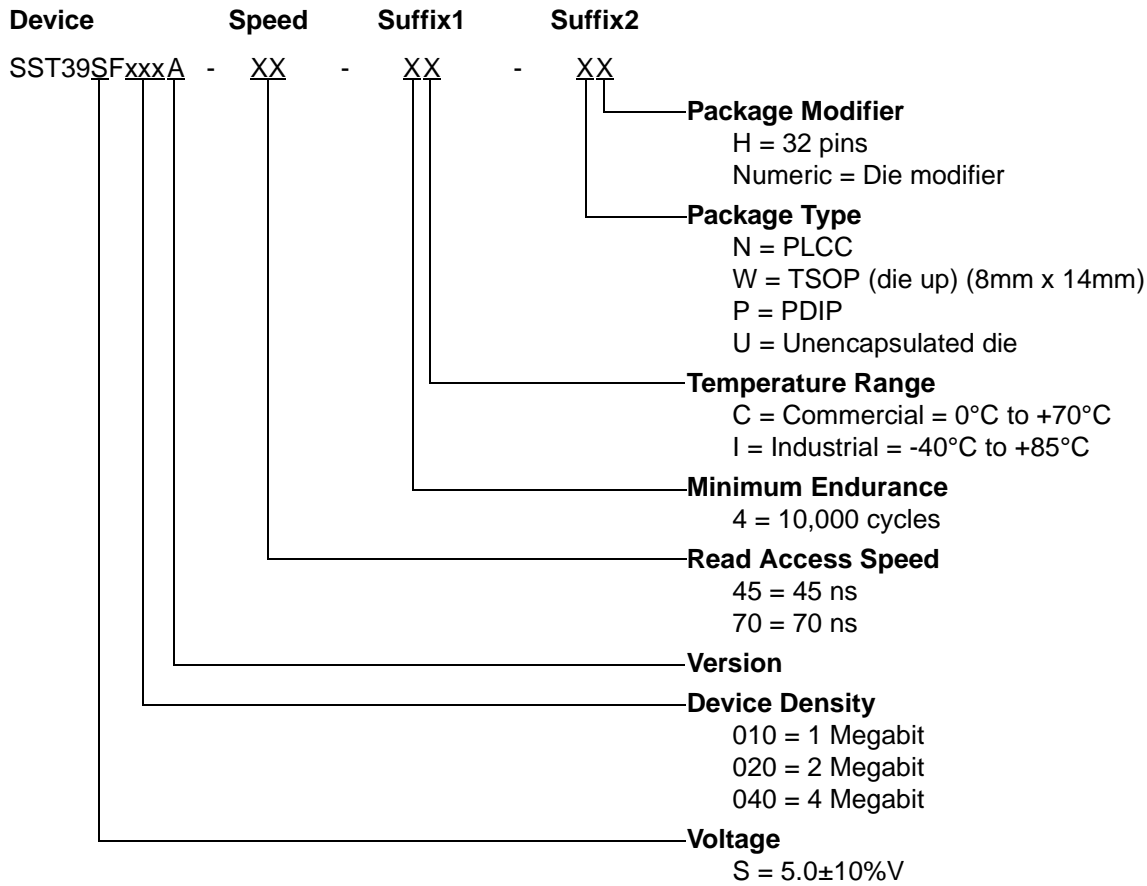 Device Speed Suffix1 Suffix2
SST39SFxxxA - XX - XX - XX
Package Modifier
H = 32 pins
Numeric = Die modifier
Package Type
N = PLCC
W = TSOP (die up) (8mm x 14mm)
P = PDIP
U = Unencapsulated die
Temperature Range
C = Commercial = 0°C to +70°C
I = Industrial = -40°C to +85°C
Minimum Endurance
4 = 10,000 cycles
Read Access Speed
45 = 45 ns
70 = 70 ns
Version
Device Density
010 = 1 Megabit
020 = 2 Megabit
040 = 4 Megabit
Voltage
S = 5.0±10%V